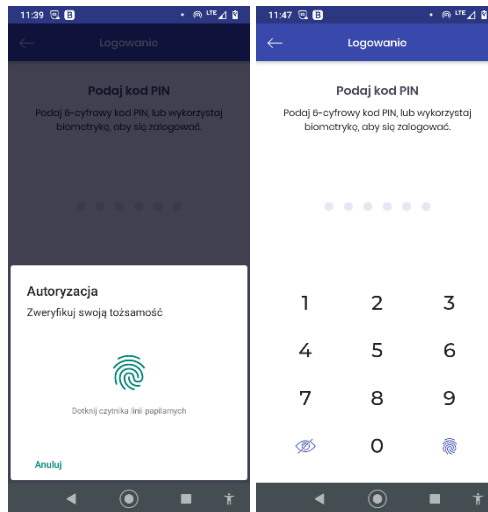 11:39 B LTE
Logowanie
Podaj kod PIN
Podaj 6-cyfrowy kod PIN, lub wykorzystaj
biometrykę, aby się zalogować.
Autoryzacja
Zweryfikuj swoją tożsamość
Dotknij czytnika linii papilarnych
Anuluj
11:47 B LTE
Logowanie
Podaj kod PIN
Podaj 6-cyfrowy kod PIN, lub wykorzystaj
biometrykę, aby się zalogować.
1 2 3
4 5 6
7 8 9
0